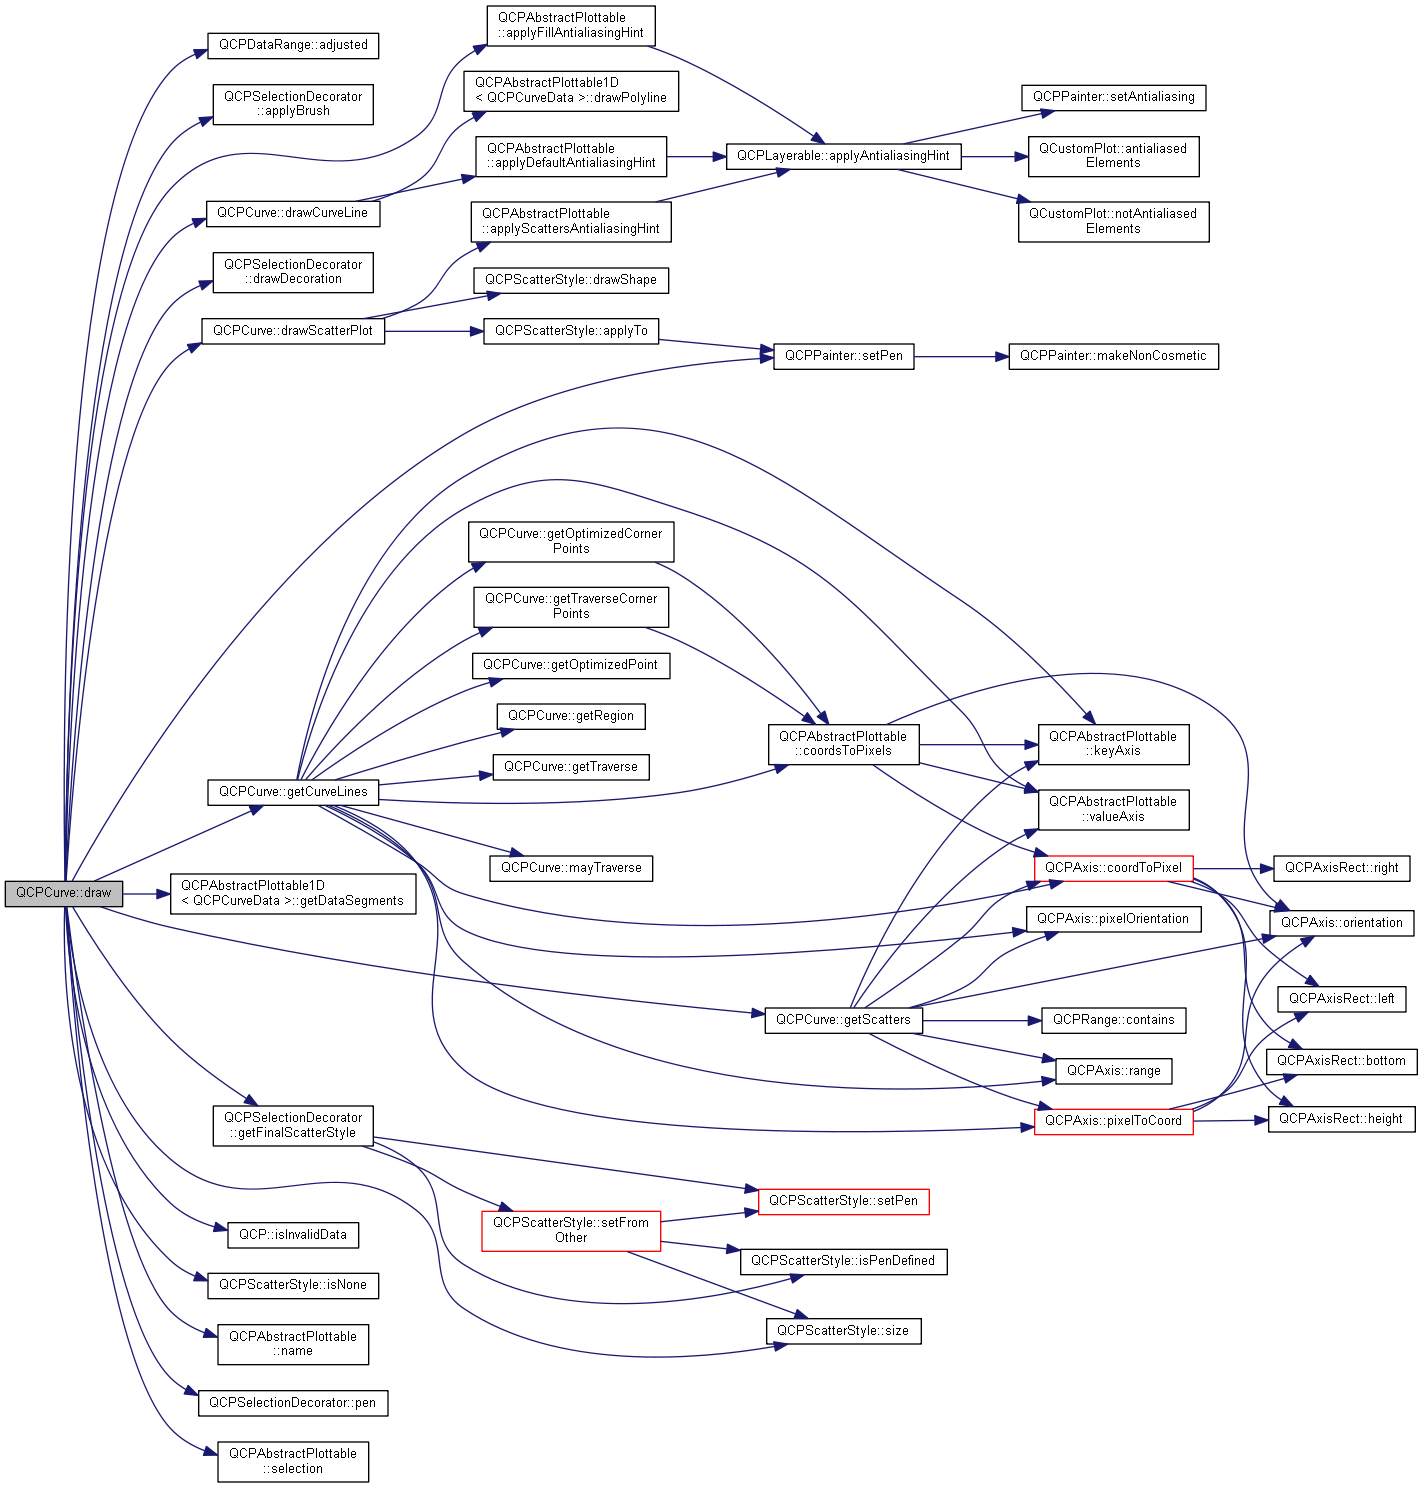 QCPCurve::draw
QCPDataRange::adjusted
QCPSelectionDecorator
::applyBrush
QCPCurve::drawCurveLine
QCPSelectionDecorator
::drawDecoration
QCPCurve::drawScatterPlot
QCPCurve::getCurveLines
QCPAbstractPlottable1D
< QCPCurveData >::getDataSegments
QCPSelectionDecorator
::getFinalScatterStyle
QCP::isInvalidData
QCPScatterStyle::isNone
QCPAbstractPlottable
::name
QCPSelectionDecorator::pen
QCPAbstractPlottable
::selection
QCPAbstractPlottable
::applyFillAntialiasingHint
QCPAbstractPlottable1D
< QCPCurveData >::drawPolyline
QCPAbstractPlottable
::applyDefaultAntialiasingHint
QCPAbstractPlottable
::applyScattersAntialiasingHint
QCPScatterStyle::drawShape
QCPScatterStyle::applyTo
QCPCurve::getOptimizedCorner
Points
QCPCurve::getTraverseCorner
Points
QCPCurve::getOptimizedPoint
QCPCurve::getRegion
QCPCurve::getTraverse
QCPCurve::mayTraverse
QCPScatterStyle::setFrom
Other
QCPLayerable::applyAntialiasingHint
QCPPainter::setPen
QCPAbstractPlottable
::coordsToPixels
QCPCurve::getScatters
QCPScatterStyle::setPen
QCPScatterStyle::isPenDefined
QCPScatterStyle::size
QCPPainter::setAntialiasing
QCustomPlot::antialiased
Elements
QCustomPlot::notAntialiased
Elements
QCPPainter::makeNonCosmetic
QCPAbstractPlottable
::keyAxis
QCPAbstractPlottable
::valueAxis
QCPAxis::coordToPixel
QCPAxis::pixelOrientation
QCPRange::contains
QCPAxis::range
QCPAxis::pixelToCoord
QCPAxisRect::right
QCPAxis::orientation
QCPAxisRect::left
QCPAxisRect::bottom
QCPAxisRect::height